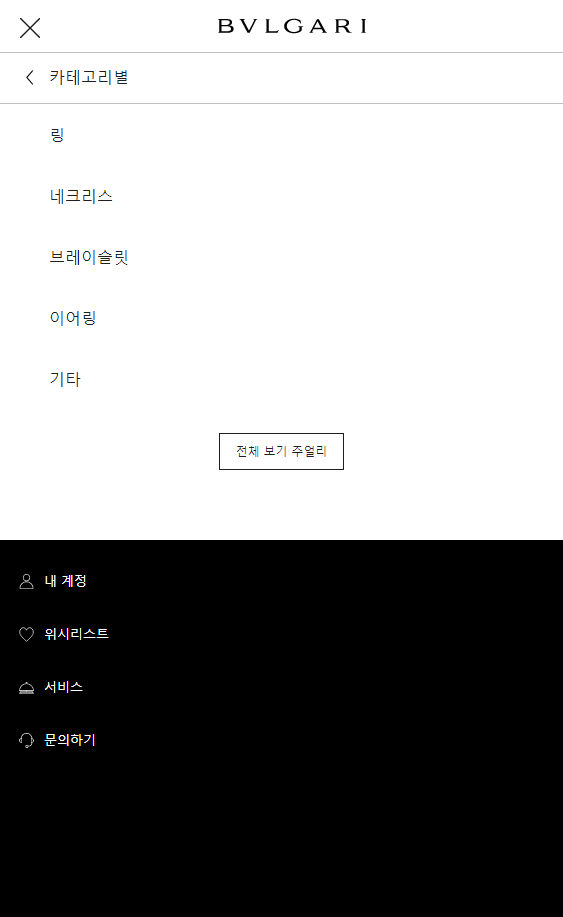 BVLGARI
카테고리별
링
네크리스
브레이슬릿
이어링
기타
전체 보기 주얼리
내 계정
위시리스트
서비스
문의하기